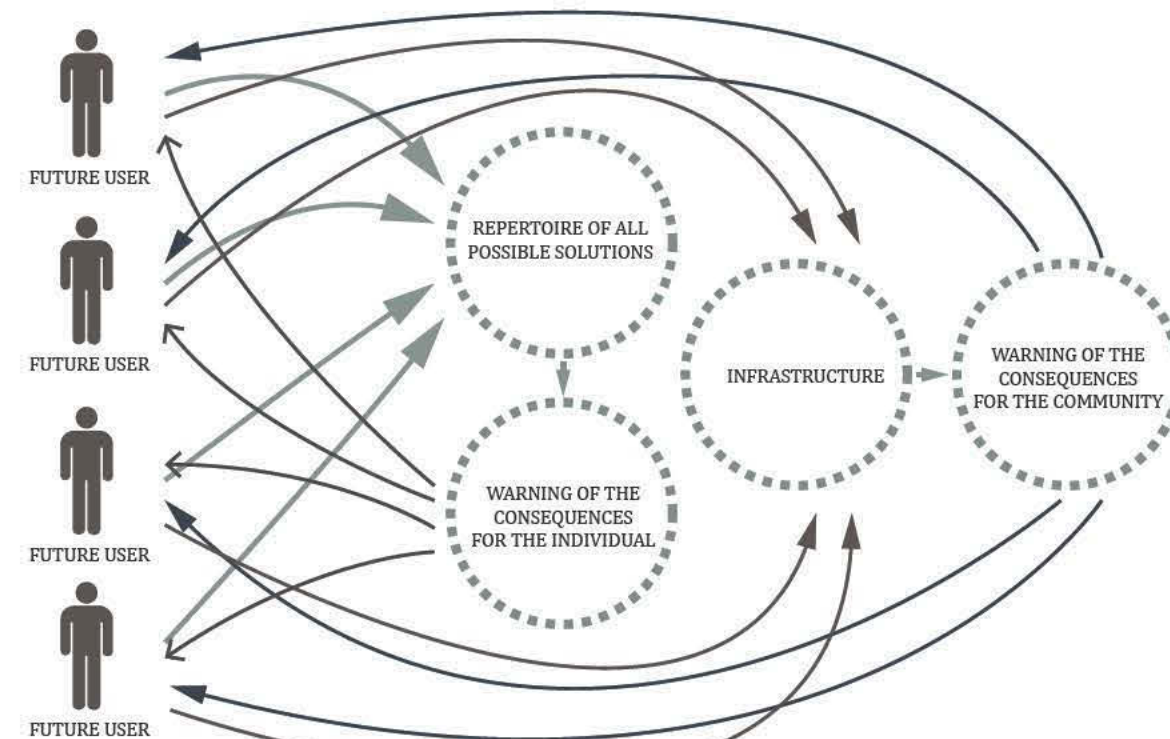 FUTURE USER
FUTURE USER
FUTURE USER
FUTURE USER
REPERTOIRE OF ALL
POSSIBLE SOLUTIONS
WARNING OF THE
CONSEQUENCES
FOR THE INDIVIDUAL
INFRASTRUCTURE
WARNING OF THE
CONSEQUENCES
FOR THE COMMUNITY